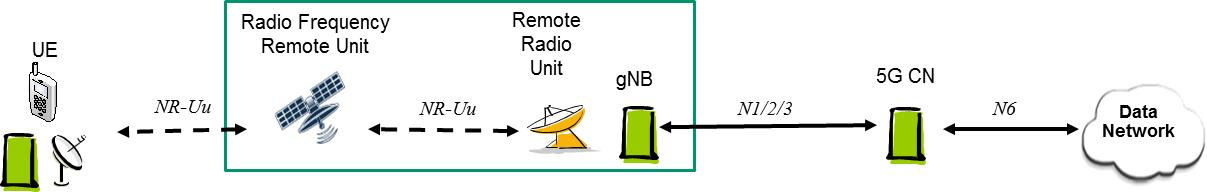 UE
NR-Uu
Radio Frequency
Remote Unit
NR-Uu
Remote
Radio
Unit
gNB
N1/2/3
5G CN
N6
Data
Network